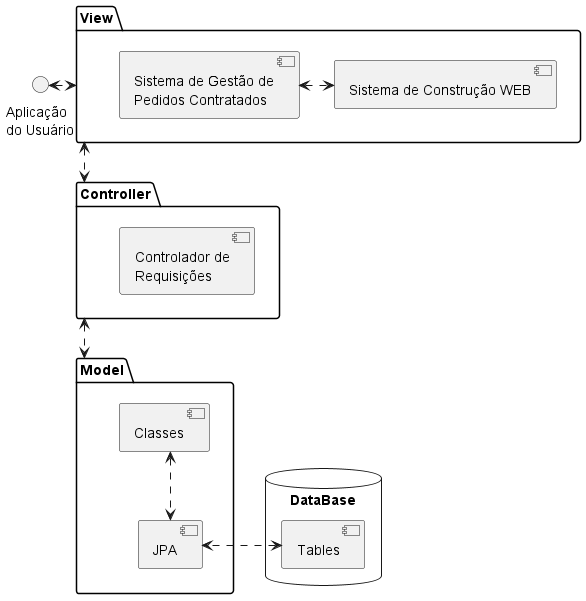 View
Sistema de Gestão de
Pedidos Contratados
Sistema de Construção WEB
Aplicação
do Usuário
Controller
Controlador de
Requisições
Model
Classes
DataBase
JPA
Tables